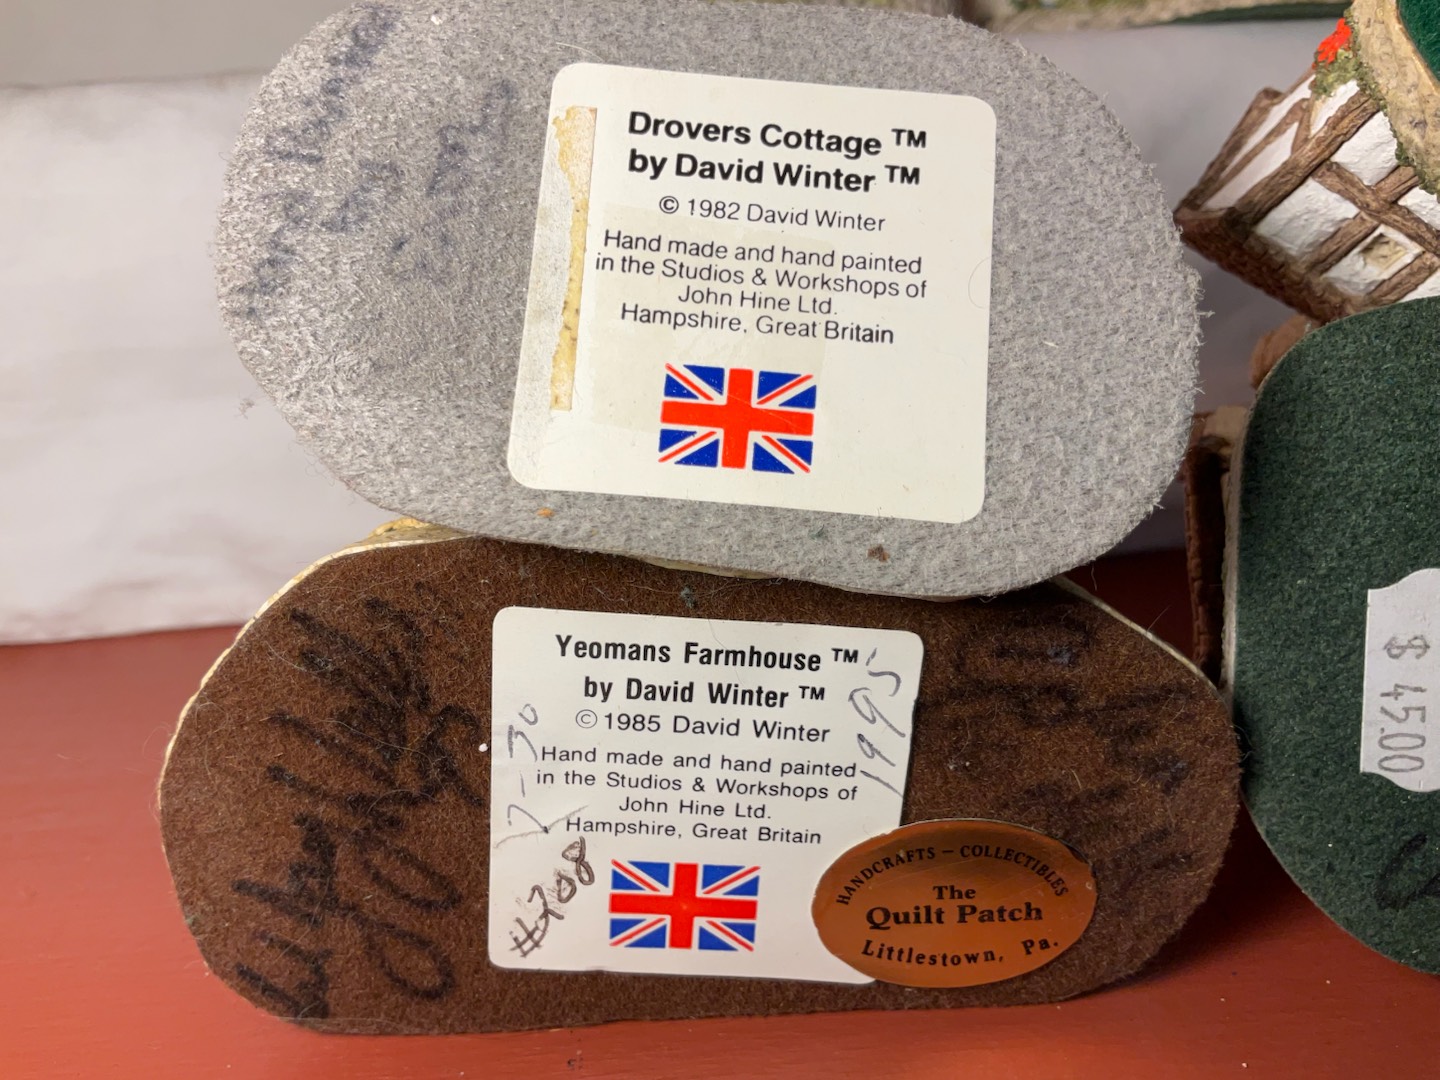 Drovers Cottage ™
by David Winter ™
© 1982 David Winter
Hand made and hand painted
in the Studios & Workshops of
John Hine Ltd.
Hampshire, Great Britain
Yeomans Farmhouse ™
by David Winter ™
© 1985 David Winter
Hand made and hand painted
in the Studios & Workshops of
John Hine Ltd.
Hampshire, Great Britain
1995
7-30
#708
HANDCRAFTS – COLLECTIBLES
The
Quilt Patch
Littlestown, Pa.
$ 45.00